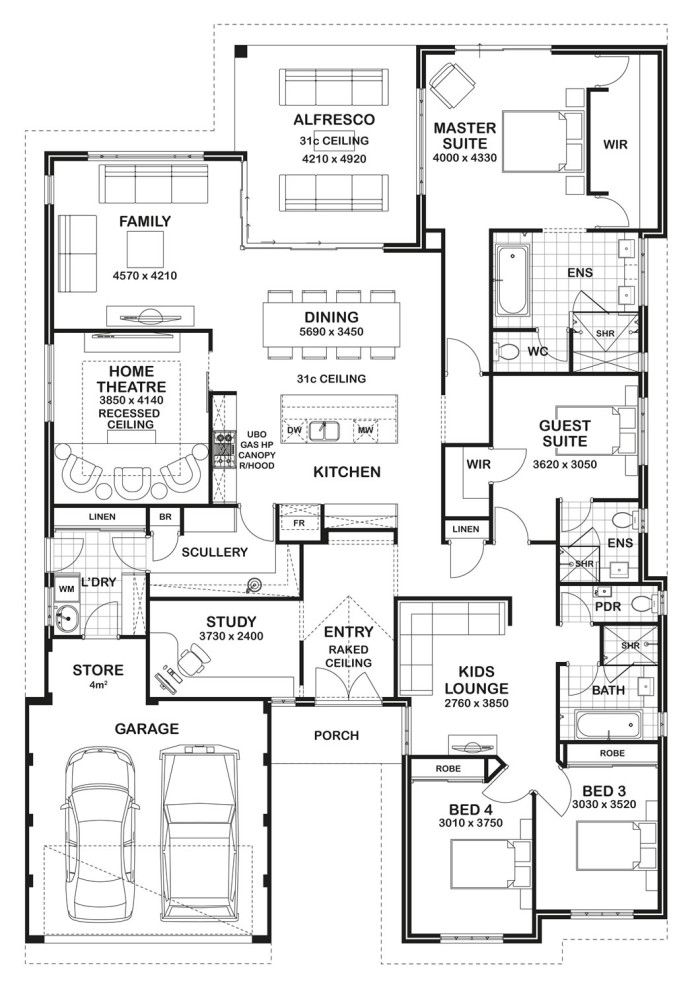 ALFRESCO
31c CEILING
4210 x 4920
MASTER
SUITE
4000 x 4330
WIR
FAMILY
4570 x 4210
ENS
DINING
5690 x 3450
SHR
WC
HOME
THEATRE
3850 x 4140
RECESSED
CEILING
31c CEILING
GUEST
SUITE
3620 x 3050
DW
MW
UBO
GAS HP
CANOPY
R/HOOD
KITCHEN
WIR
LINEN
BR
FR
LINEN
SCULLERY
ENS
SHR
L'DRY
WM
PDR
STUDY
3730 x 2400
ENTRY
RAKED
CEILING
SHR
STORE
4m²
KIDS
LOUNGE
2760 x 3850
BATH
GARAGE
PORCH
ROBE
ROBE
BED 4
3010 x 3750
BED 3
3030 x 3520